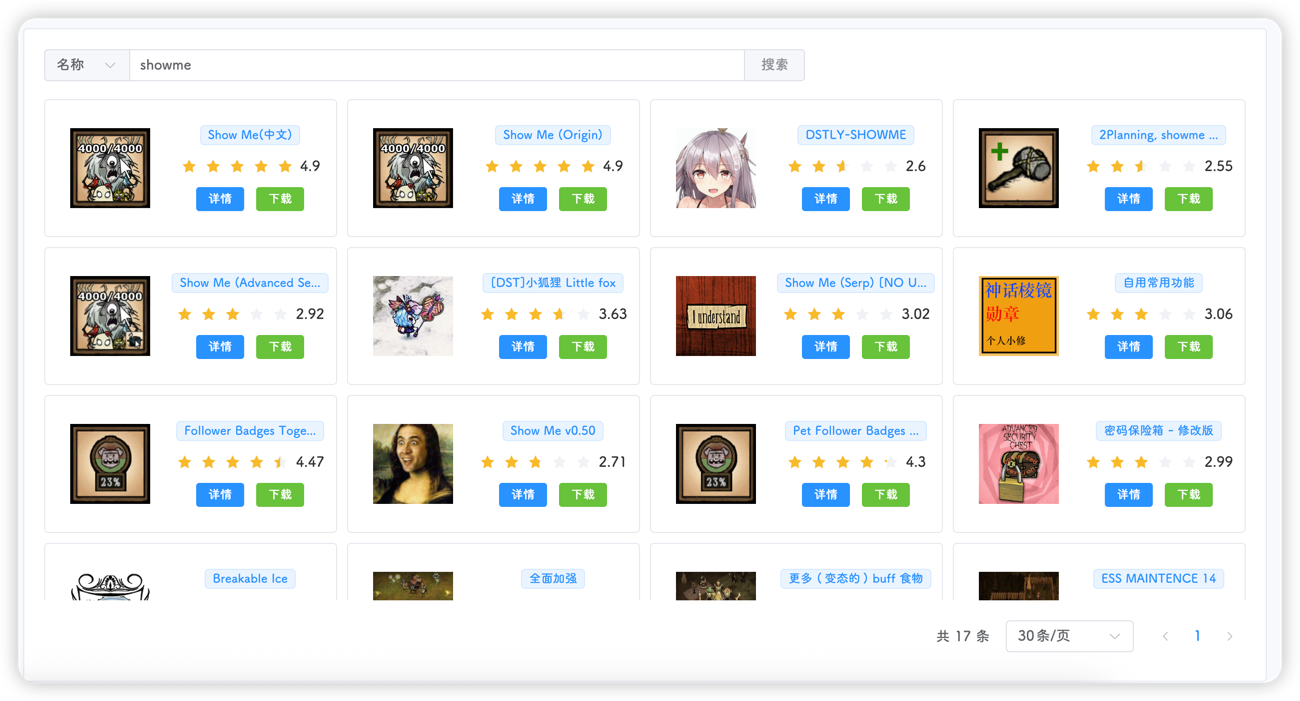 名称
showme
搜索
4000/4000
Show Me(中文)
4.9
详情 下载
4000/4000
Show Me (Origin)
4.9
详情 下载
DSTLY-SHOWME
2.6
详情 下载
2Planning, showme ...
2.55
详情 下载
4000/4000
Show Me (Advanced Se...
2.92
详情 下载
[DST]小狐狸 Little fox
3.63
详情 下载
I understand
Show Me (Serp) [NO U...
3.02
详情 下载
神话棱镜
勋章
个人小修
自用常用功能
3.06
详情 下载
23%
Follower Badges Toge...
4.47
详情 下载
Show Me v0.50
2.71
详情 下载
23%
Pet Follower Badges ...
4.3
详情 下载
ADVANCED
SECURITY
CHEST
密码保险箱 - 修改版
2.99
详情 下载
Breakable Ice
全面加强
更多（变态的）buff 食物
ESS MAINTENCE 14
共 17 条
30条/页
1